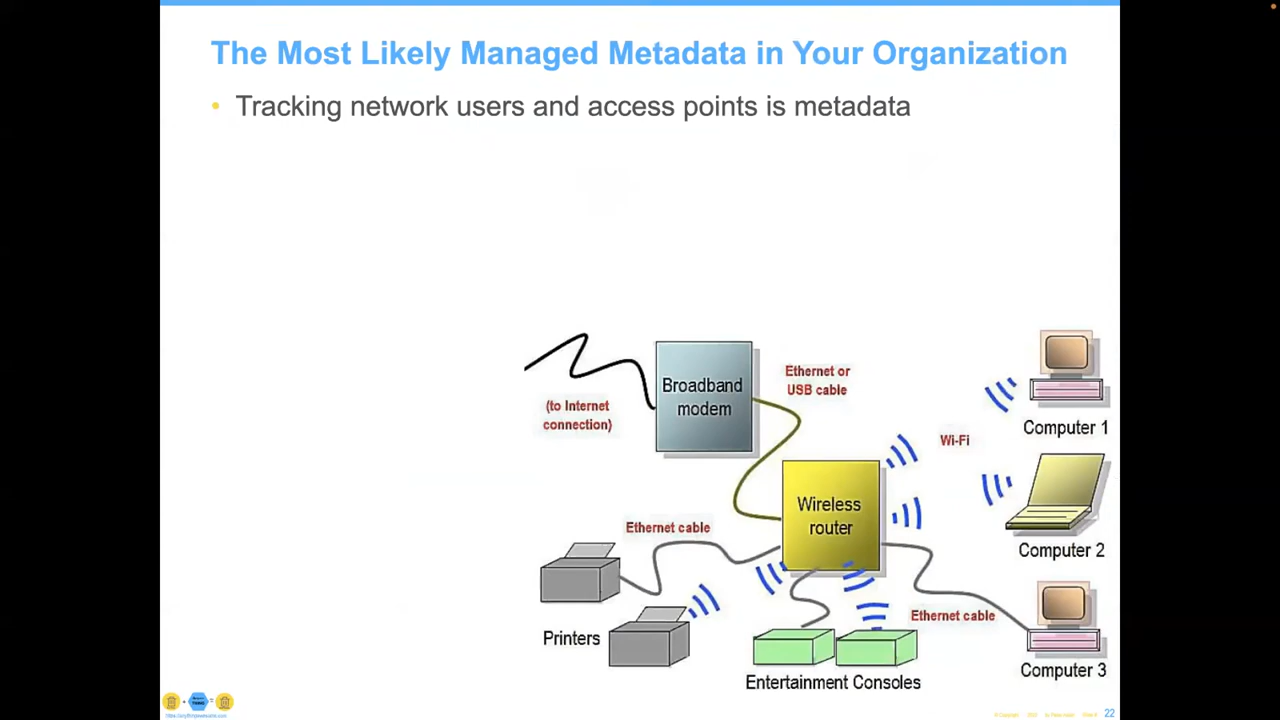 The Most Likely Managed Metadata in Your Organization
• Tracking network users and access points is metadata
Broadband
modem
(to Internet
connection)
Ethernet or
USB cable
Computer 1
Wi-Fi
Wireless
router
Computer 2
Ethernet cable
Printers
Ethernet cable
Entertainment Consoles
Computer 3
22